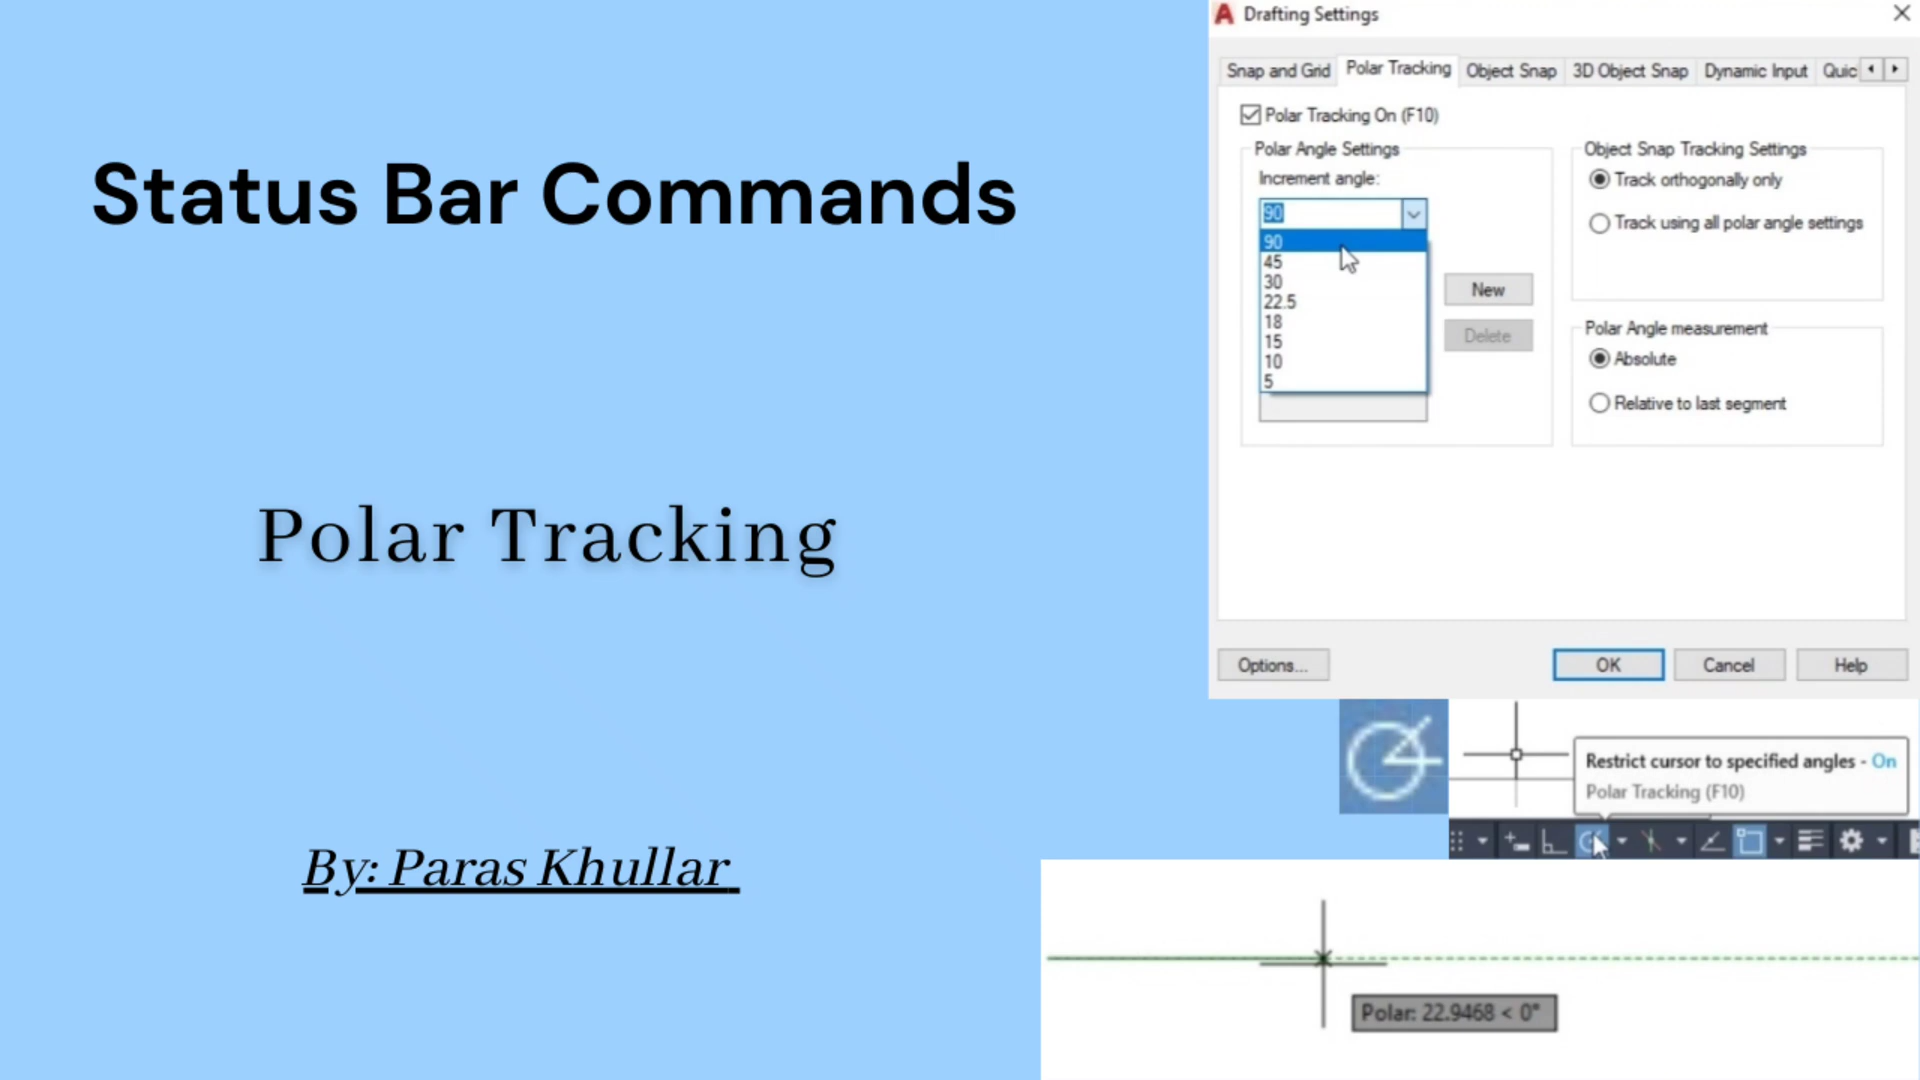 Status Bar Commands
Polar Tracking
By: Paras Khullar
Drafting Settings
Snap and Grid Polar Tracking Object Snap 3D Object Snap Dynamic Input Quic
Polar Tracking On (F10)
Polar Angle Settings
Increment angle:
90
90
45
30
22.5
18
15
10
5
New
Delete
Object Snap Tracking Settings
Track orthogonally only
Track using all polar angle settings
Polar Angle measurement
Absolute
Relative to last segment
Options... OK Cancel Help
Restrict cursor to specified angles - On
Polar Tracking (F10)
Polar: 22.9468 < 0°